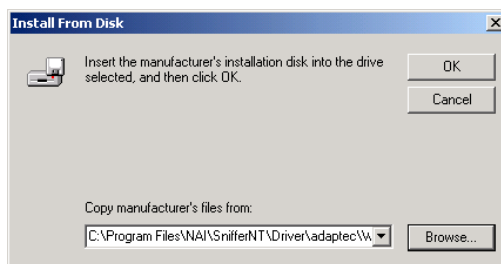 Install From Disk
Insert the manufacturer's installation disk into the drive
selected, and then click OK.
OK
Cancel
Copy manufacturer's files from:
C:\Program Files\NAI\SnifferNT\Driver\adaptec\W
Browse...